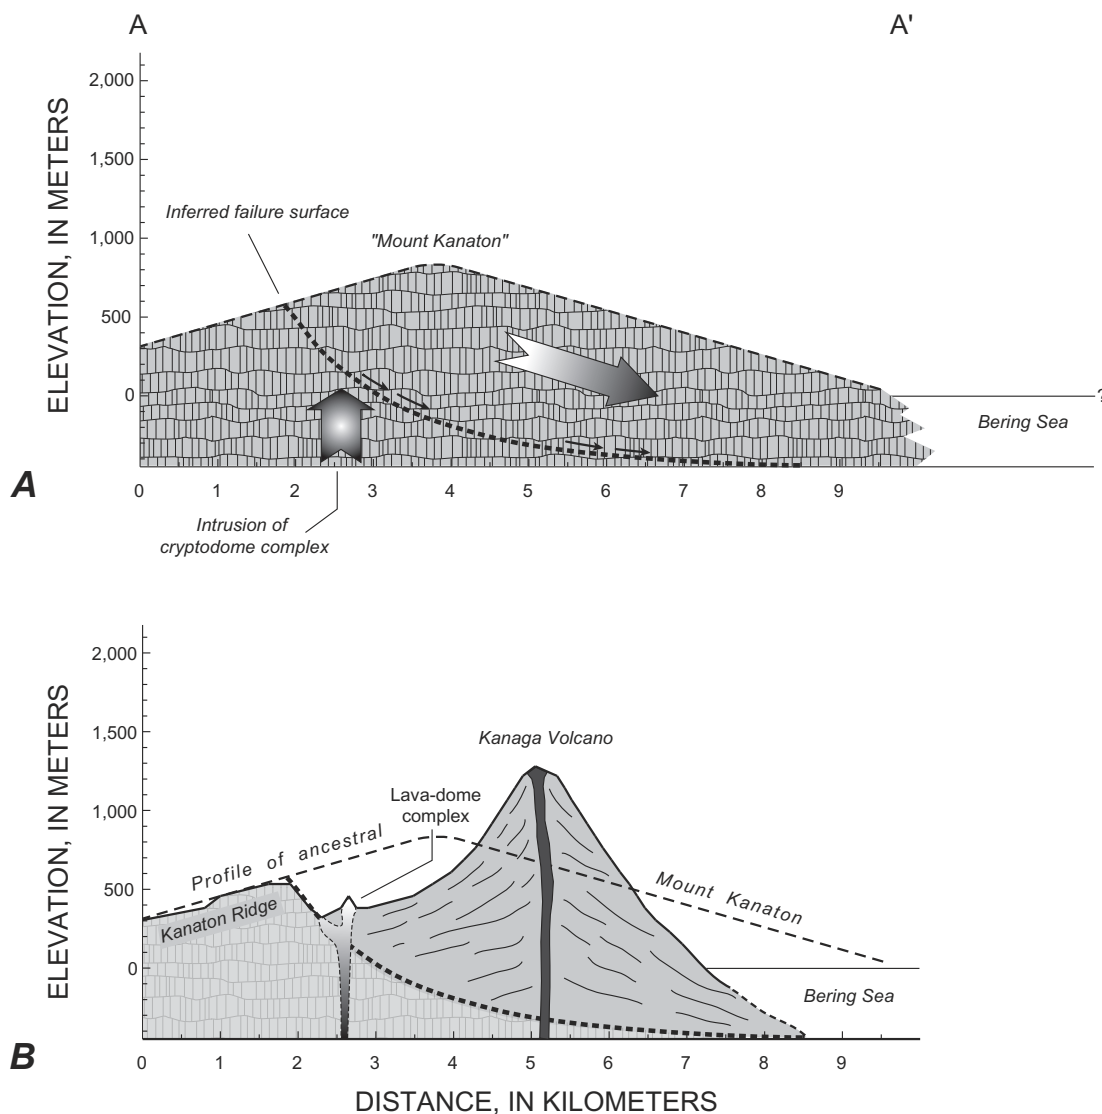 A
A'
2,000
1,500
1,000
500
0
ELEVATION, IN METERS
Inferred failure surface
"Mount Kanaton"
?
Bering Sea
A
0 1 2 3 4 5 6 7 8 9
Intrusion of
cryptodome complex
2,000
1,500
1,000
500
0
ELEVATION, IN METERS
Kanaga Volcano
Lava-dome
complex
Profile of ancestral
Mount Kanaton
Kanaton Ridge
Bering Sea
B
0 1 2 3 4 5 6 7 8 9
DISTANCE, IN KILOMETERS